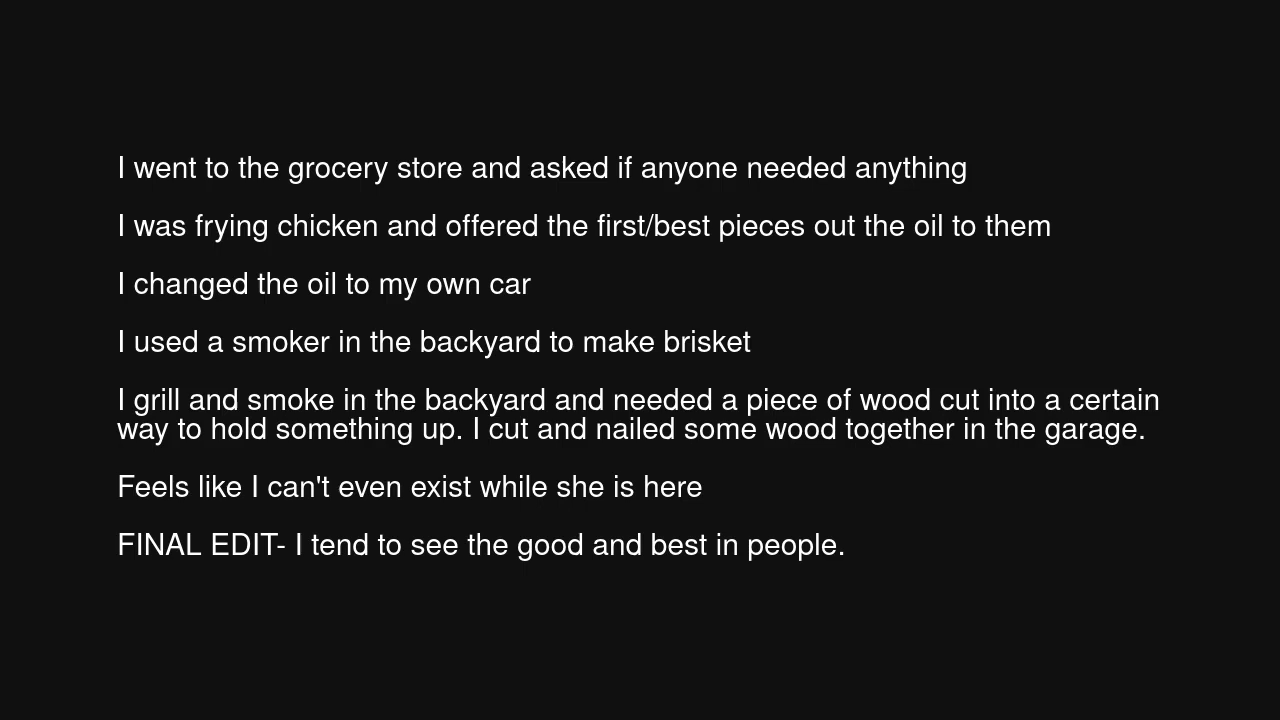 I went to the grocery store and asked if anyone needed anything
I was frying chicken and offered the first/best pieces out the oil to them
I changed the oil to my own car
I used a smoker in the backyard to make brisket
I grill and smoke in the backyard and needed a piece of wood cut into a certain
way to hold something up. I cut and nailed some wood together in the garage.
Feels like I can't even exist while she is here
FINAL EDIT- I tend to see the good and best in people.